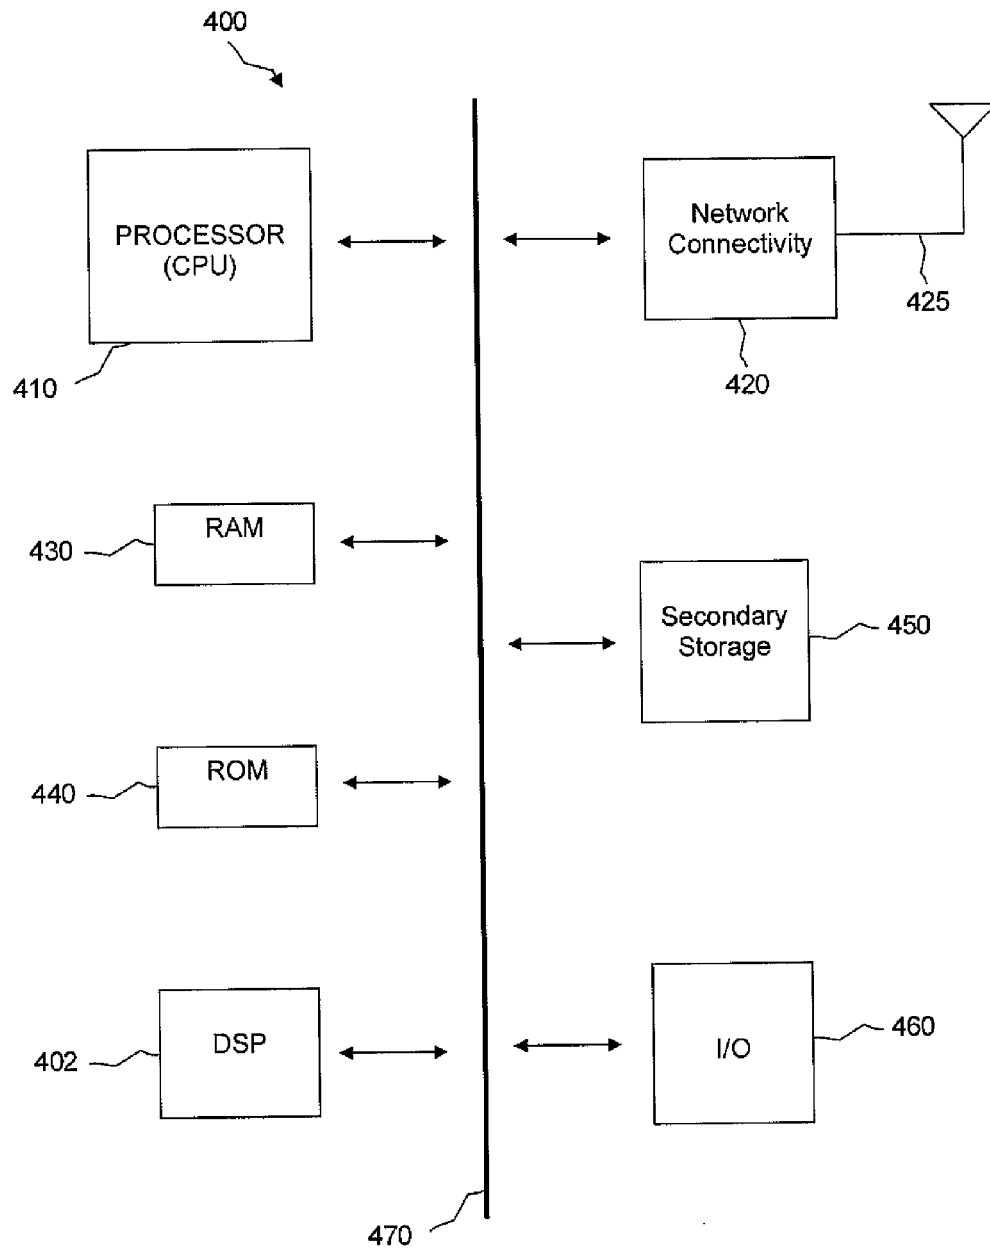 400
PROCESSOR
(CPU)
410
Network
Connectivity
425
420
RAM
430
Secondary
Storage
450
ROM
440
DSP
402
I/O
460
470